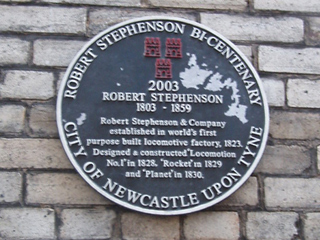 ROBERT STEPHENSON BI-CENTENARY
2003
ROBERT STEPHENSON
1803 - 1859
Robert Stephenson & Company
established in world's first
purpose built locomotive factory, 1823.
Designed a constructed 'Locomotion
No.1' in 1828, 'Rocket' in 1829
and 'Planet' in 1830.
CITY OF NEWCASTLE UPON TYNE